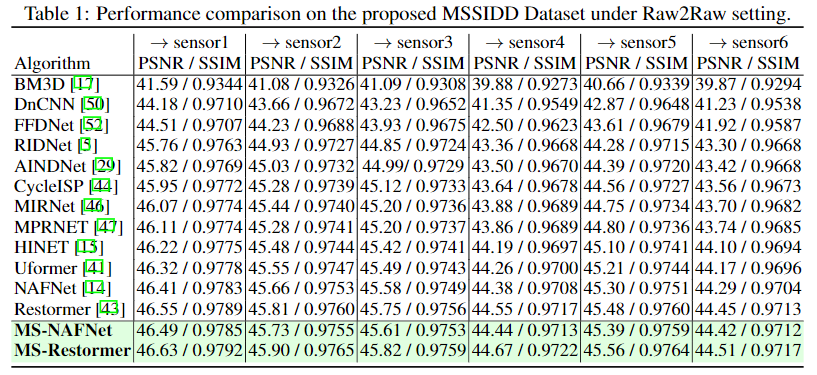 Table 1: Performance comparison on the proposed MSSIDD Dataset under Raw2Raw setting.
→ sensor1 → sensor2 → sensor3 → sensor4 → sensor5 → sensor6
Algorithm PSNR / SSIM PSNR / SSIM PSNR / SSIM PSNR / SSIM PSNR / SSIM PSNR / SSIM
BM3D [17] 41.59 / 0.9344 41.08 / 0.9326 41.09 / 0.9308 39.88 / 0.9273 40.66 / 0.9339 39.87 / 0.9294
DnCNN [50] 44.18 / 0.9710 43.66 / 0.9672 43.23 / 0.9652 41.35 / 0.9549 42.87 / 0.9648 41.23 / 0.9538
FFDNet [52] 44.51 / 0.9707 44.23 / 0.9688 43.93 / 0.9675 42.50 / 0.9623 43.61 / 0.9679 41.92 / 0.9587
RIDNet [5] 45.76 / 0.9763 44.93 / 0.9727 44.85 / 0.9724 43.36 / 0.9668 44.28 / 0.9715 43.30 / 0.9668
AINDNet [29] 45.82 / 0.9769 45.03 / 0.9732 44.99/ 0.9729 43.50 / 0.9670 44.39 / 0.9720 43.42 / 0.9668
CycleISP [44] 45.95 / 0.9772 45.28 / 0.9739 45.12 / 0.9733 43.64 / 0.9678 44.56 / 0.9727 43.56 / 0.9673
MIRNet [46] 46.07 / 0.9774 45.44 / 0.9740 45.20 / 0.9736 43.88 / 0.9689 44.75 / 0.9734 43.70 / 0.9682
MPRNET [47] 46.11 / 0.9774 45.28 / 0.9741 45.20 / 0.9737 43.86 / 0.9689 44.80 / 0.9736 43.74 / 0.9685
HINET [13] 46.22 / 0.9775 45.48 / 0.9744 45.42 / 0.9741 44.19 / 0.9697 45.10 / 0.9741 44.10 / 0.9694
Uformer [41] 46.32 / 0.9778 45.55 / 0.9747 45.49 / 0.9743 44.26 / 0.9700 45.21 / 0.9744 44.17 / 0.9696
NAFNet [14] 46.41 / 0.9783 45.66 / 0.9753 45.58 / 0.9749 44.38 / 0.9708 45.30 / 0.9751 44.29 / 0.9704
Restormer [43] 46.55 / 0.9789 45.81 / 0.9760 45.75 / 0.9756 44.55 / 0.9717 45.48 / 0.9760 44.45 / 0.9713
MS-NAFNet 46.49 / 0.9785 45.73 / 0.9755 45.61 / 0.9753 44.44 / 0.9713 45.39 / 0.9759 44.42 / 0.9712
MS-Restormer 46.63 / 0.9792 45.90 / 0.9765 45.82 / 0.9759 44.67 / 0.9722 45.56 / 0.9764 44.51 / 0.9717